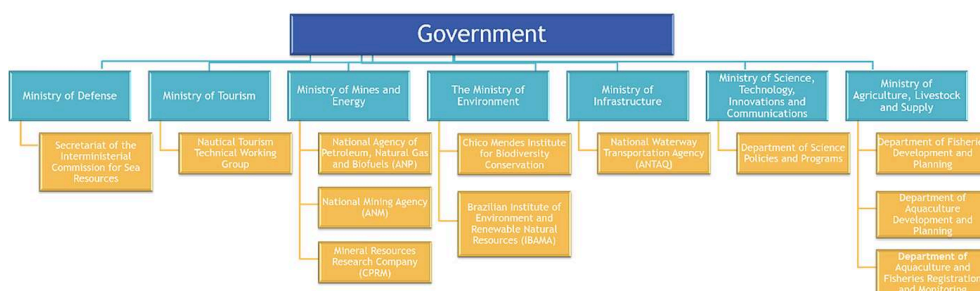 Government
Ministry of Defense
Ministry of Tourism
Ministry of Mines and
Energy
The Ministry of
Environment
Ministry of
Infrastructure
Ministry of Science,
Technology,
Innovations and
Communications
Ministry of
Agriculture, Livestock
and Supply
Secretariat of the
Interministerial
Commission for Sea
Resources
Nautical Tourism
Technical Working
Group
National Agency of
Petroleum, Natural Gas
and Biofuels (ANP)
National Mining Agency
(ANM)
Mineral Resources
Research Company
(CPRM)
Chico Mendes Institute
for Biodiversity
Conservation
Brazilian Institute of
Environment and
Renewable Natural
Resources (IBAMA)
National Waterway
Transportation Agency
(ANTAQ)
Department of Science
Policies and Programs
Department of Fisheries
Development and
Planning
Department of
Aquaculture
Development and
Planning
Department of
Aquaculture and
Fisheries Registration
and Monitoring